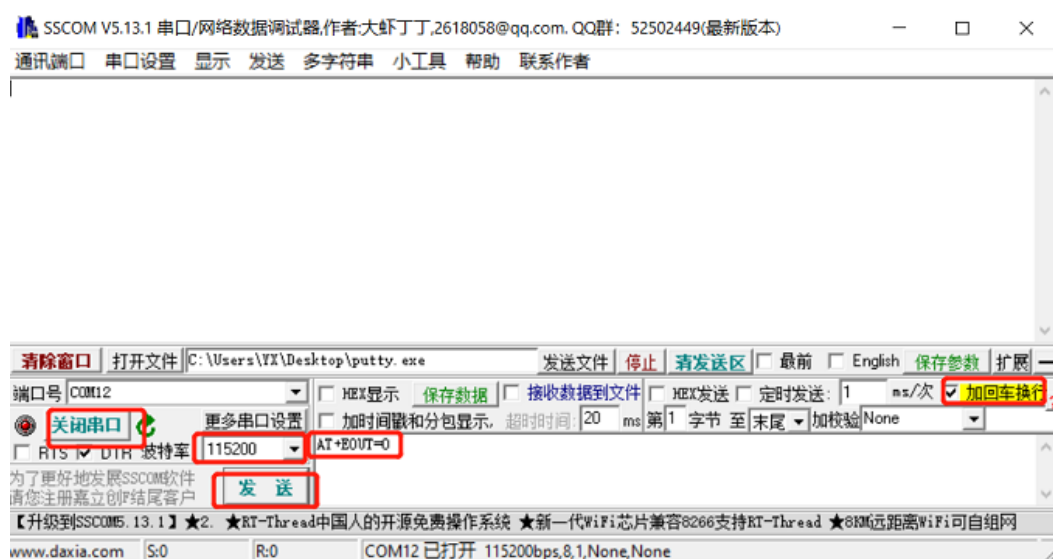 SSCOM V5.13.1 串口/网络数据调试器,作者:大虾丁丁,2618058@qq.com. QQ群: 52502449(最新版本)
通讯端口 串口设置 显示 发送 多字符串 小工具 帮助 联系作者
清除窗口 打开文件 C:\Users\YX\Desktop\putty.exe 发送文件 停止 清发送区 最前 English 保存参数 扩展 —
端口号 COM12 HEX显示 保存数据 接收数据到文件 HEX发送 定时发送: 1 ms/次 加回车换行
关闭串口 更多串口设置 加时间戳和分包显示, 超时时间: 20 ms 第1 字节 至 末尾 加校验 None
RTS DTR 波特率 115200 AT+EOUT=0
为了更好地发展SSCOM软件
请您注册嘉立创F结尾客户
发 送
【升级到SSCOM5.13.1】★2. ★RT-Thread中国人的开源免费操作系统 ★新一代WiFi芯片兼容8266支持RT-Thread ★8KM远距离WiFi可自组网
www.daxia.com S:0 R:0 COM12 已打开 115200bps,8,1,None,None